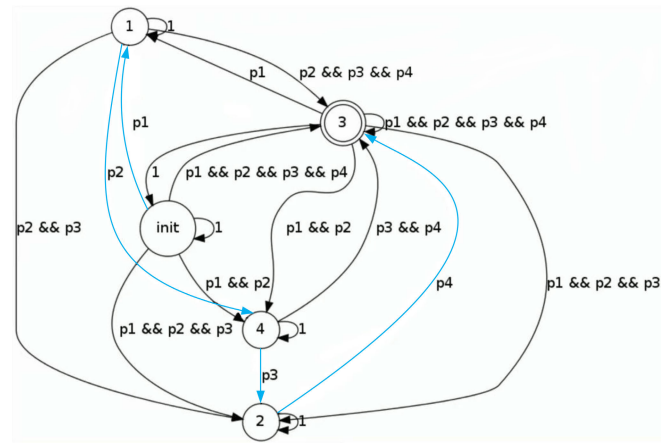 1
1
p2 && p3 && p4
p1
p1
3
p1 && p2 && p3 && p4
p2
1
p1 && p2 && p3 && p4
p2 && p3
init
1
p1 && p2
p3 && p4
p1 && p2
p4
p1 && p2 && p3
p1 && p2 && p3
4
1
p3
2
1